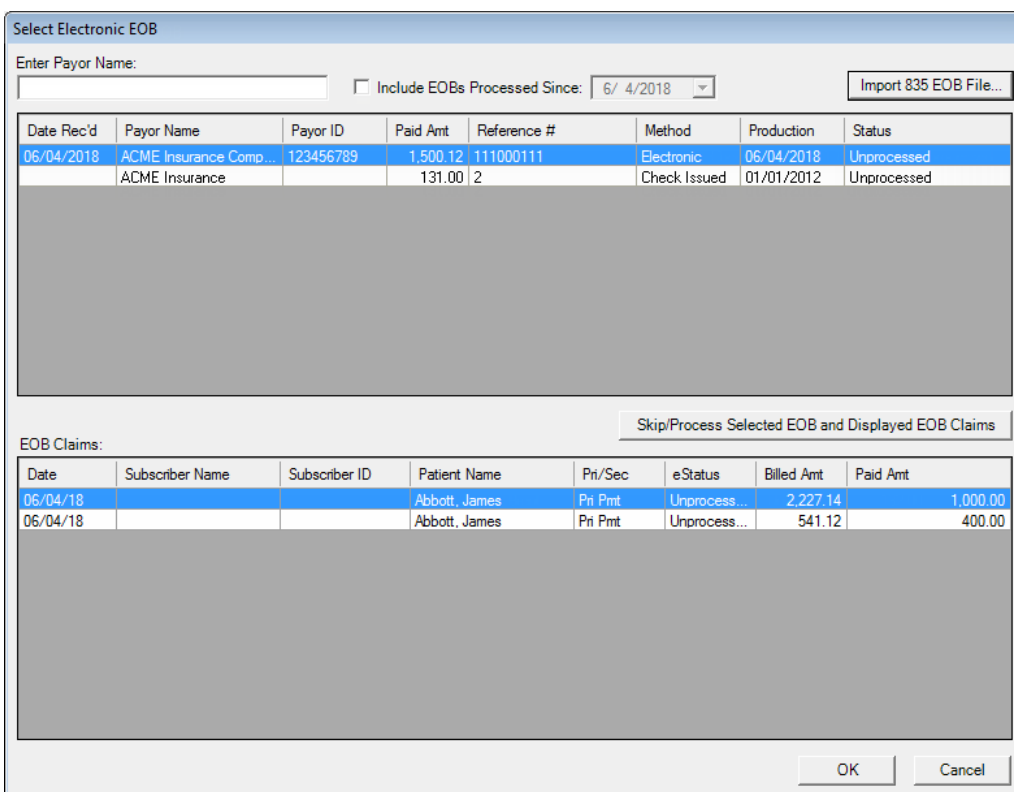 Select Electronic EOB
Enter Payor Name:
Include EOBs Processed Since: 6/ 4/2018 Import 835 EOB File...
Date Rec'd Payor Name Payor ID Paid Amt Reference # Method Production Status
06/04/2018 ACME Insurance Comp... 123456789 1,500.12 111000111 Electronic 06/04/2018 Unprocessed
ACME Insurance 131.00 2 Check Issued 01/01/2012 Unprocessed
Skip/Process Selected EOB and Displayed EOB Claims
EOB Claims:
Date Subscriber Name Subscriber ID Patient Name Pri/Sec eStatus Billed Amt Paid Amt
06/04/18 Abbott, James Pri Pmt Unprocess... 2,227.14 1,000.00
06/04/18 Abbott, James Pri Pmt Unprocess... 541.12 400.00
OK Cancel